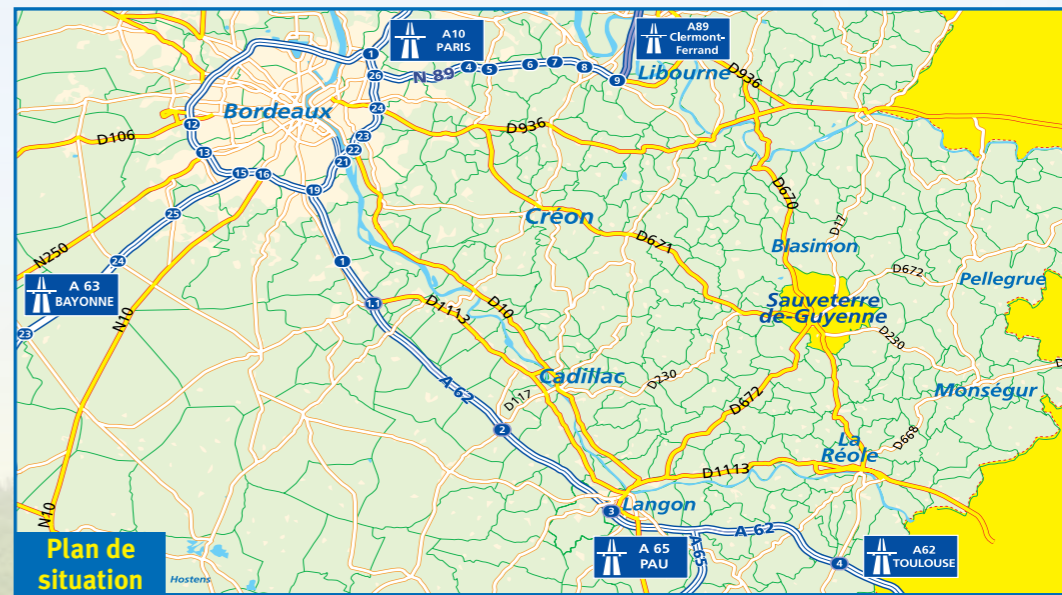 A10
PARIS
A89
Clermont-
Ferrand
1
26
N 89
4
5
6
7
8
9
Libourne
D936
Bordeaux
24
D936
D106
12
23
22
13
21
15
16
19
D670
25
Créon
D17
N250
D671
Blasimon
24
1
D672
Pellegrue
A 63
BAYONNE
1.1
D1113
D10
Sauveterre
de-Guyenne
N10
23
D230
Cadillac
D230
A 62
D117
D672
Monségur
2
La
Réole
D668
D1113
N10
3
Langon
A 62
A 65
PAU
A 65
A62
TOULOUSE
4
Plan de
situation
Hostens